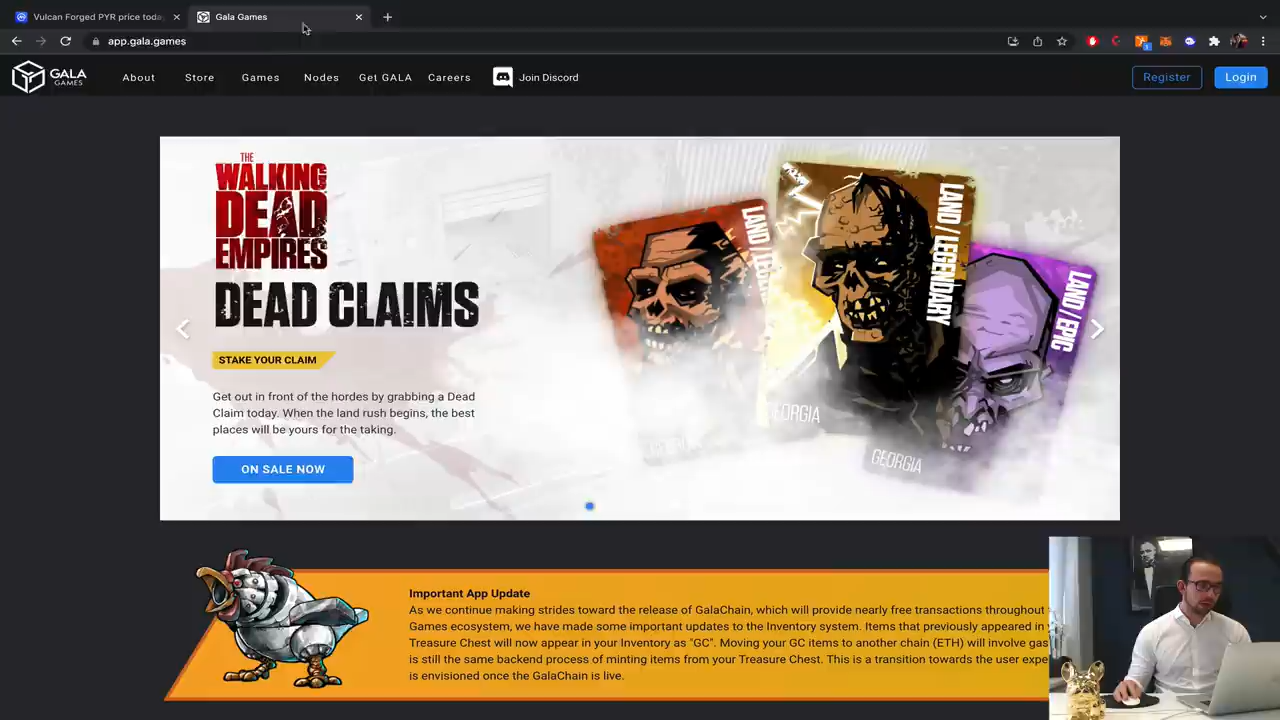 Vulcan Forged PYR price toda
Gala Games
app.gala.games
GALA
GAMES
About
Store
Games
Nodes
Get GALA
Careers
Join Discord
Register
Login
THE
WALKING
DEAD
EMPIRES
DEAD CLAIMS
STAKE YOUR CLAIM
Get out in front of the hordes by grabbing a Dead
Claim today. When the land rush begins, the best
places will be yours for the taking.
ON SALE NOW
LAND / LEGENDARY
GEORGIA
LAND / EPIC
GEORGIA
Important App Update
As we continue making strides toward the release of GalaChain, which will provide nearly free transactions throughout
Games ecosystem, we have made some important updates to the Inventory system. Items that previously appeared in
Treasure Chest will now appear in your Inventory as "GC". Moving your GC items to another chain (ETH) will involve gas
is still the same backend process of minting items from your Treasure Chest. This is a transition towards the user expe
is envisioned once the GalaChain is live.